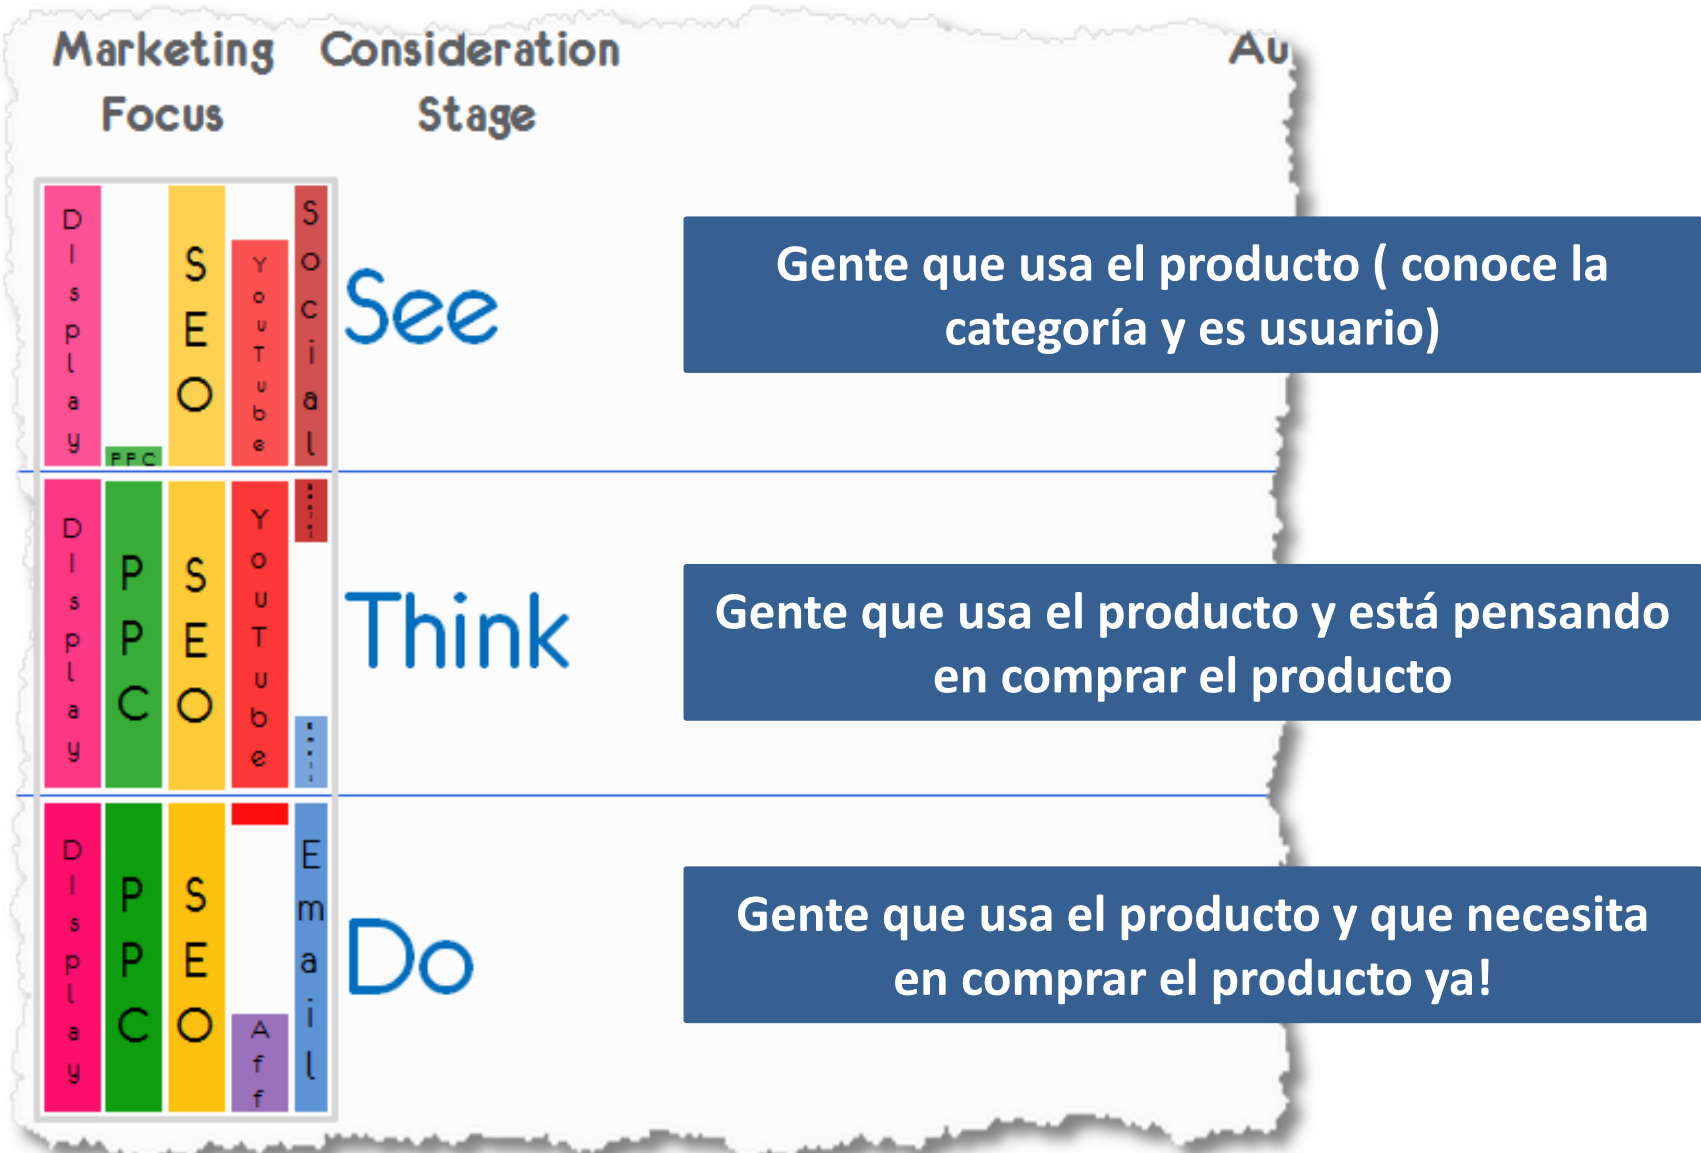 Marketing Focus
Consideration Stage
Au
Display
PPC
SEO
YouTube
Social
See
Gente que usa el producto ( conoce la
categoría y es usuario)
Display
PPC
SEO
YouTube
Think
Gente que usa el producto y está pensando
en comprar el producto
Display
PPC
SEO
Aff
Email
Do
Gente que usa el producto y que necesita
en comprar el producto ya!